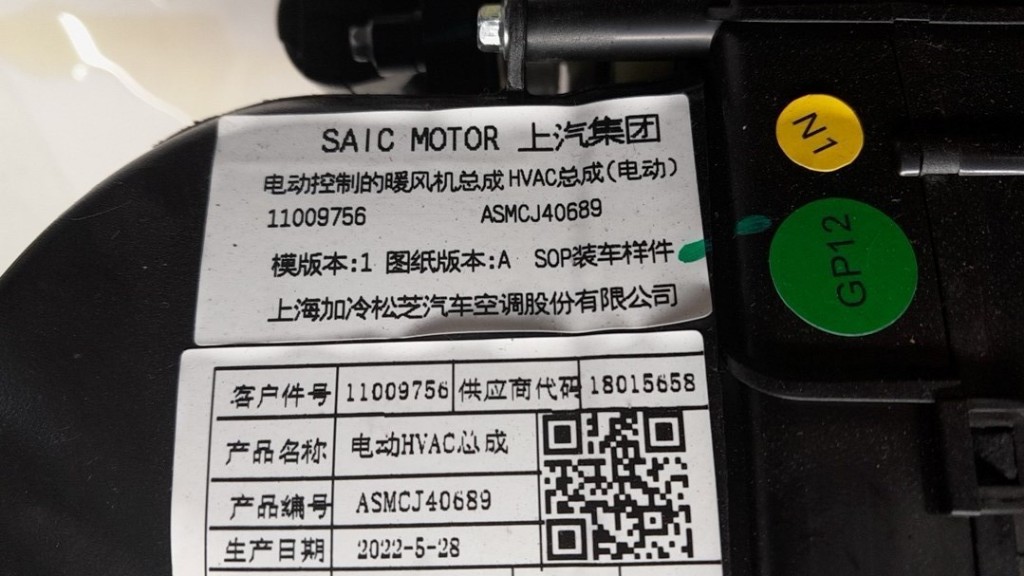 SAIC MOTOR 上汽集团
电动控制的暖风机总成 HVAC总成(电动)
11009756 ASMCJ40689
模版本:1 图纸版本:A SOP装车样件
上海加冷松芝汽车空调股份有限公司
客户件号 11009756 供应商代码 18015658
产品名称 电动HVAC总成
产品编号 ASMCJ40689
生产日期 2022-5-28
N1
GP12